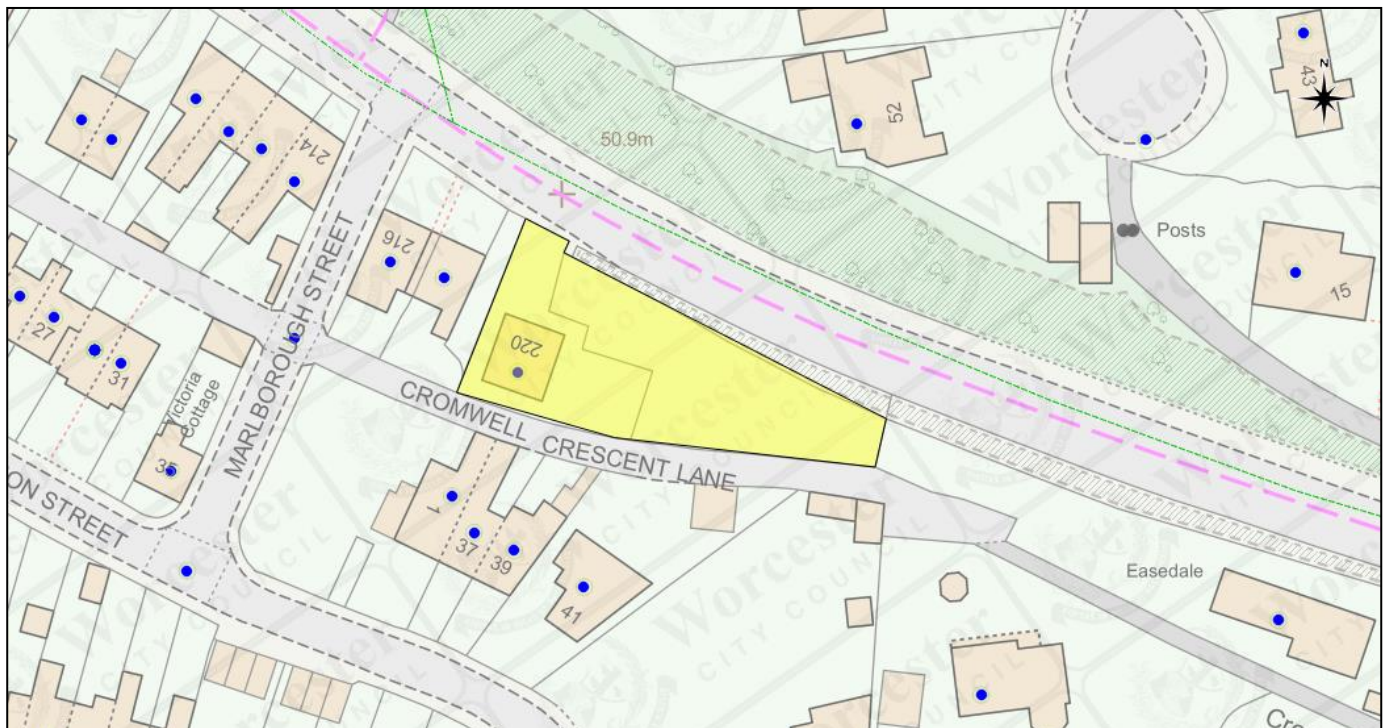 43
N
214
52
50.9m
216
Posts
15
27
31
220
Victoria
Cottage
MARLBOROUGH STREET
CROMWELL CRESCENT LANE
35
ON STREET
1
37
39
41
Easedale
Cro
Worcester
CITY COUNCIL